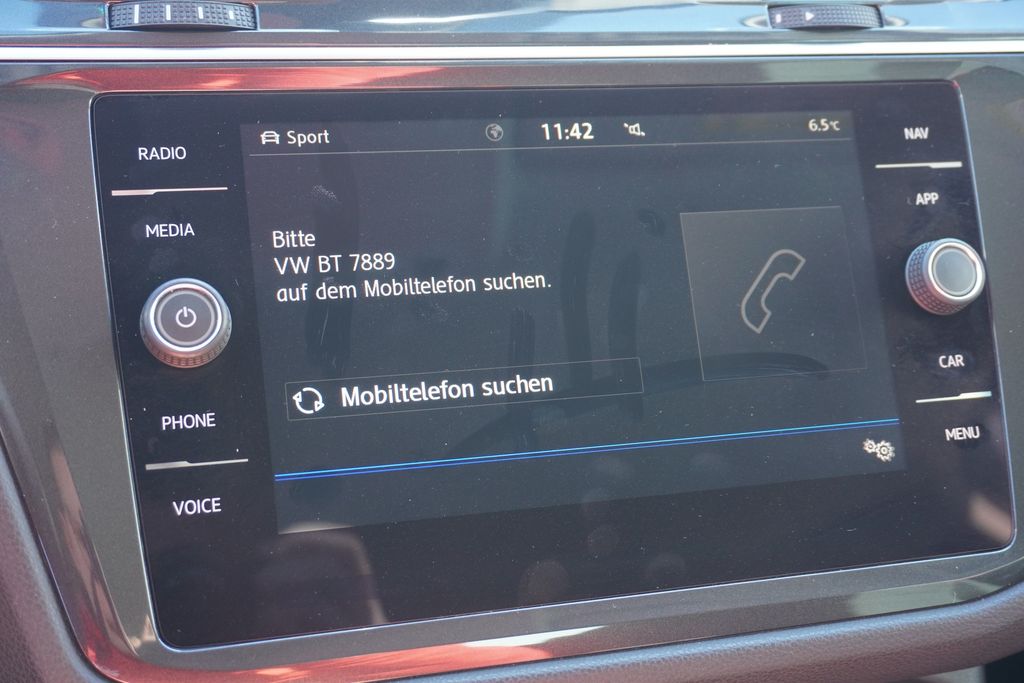 Sport
11:42
6.5°C
RADIO
MEDIA
PHONE
VOICE
Bitte
VW BT 7889
auf dem Mobiltelefon suchen.
Mobiltelefon suchen
NAV
APP
CAR
MENU